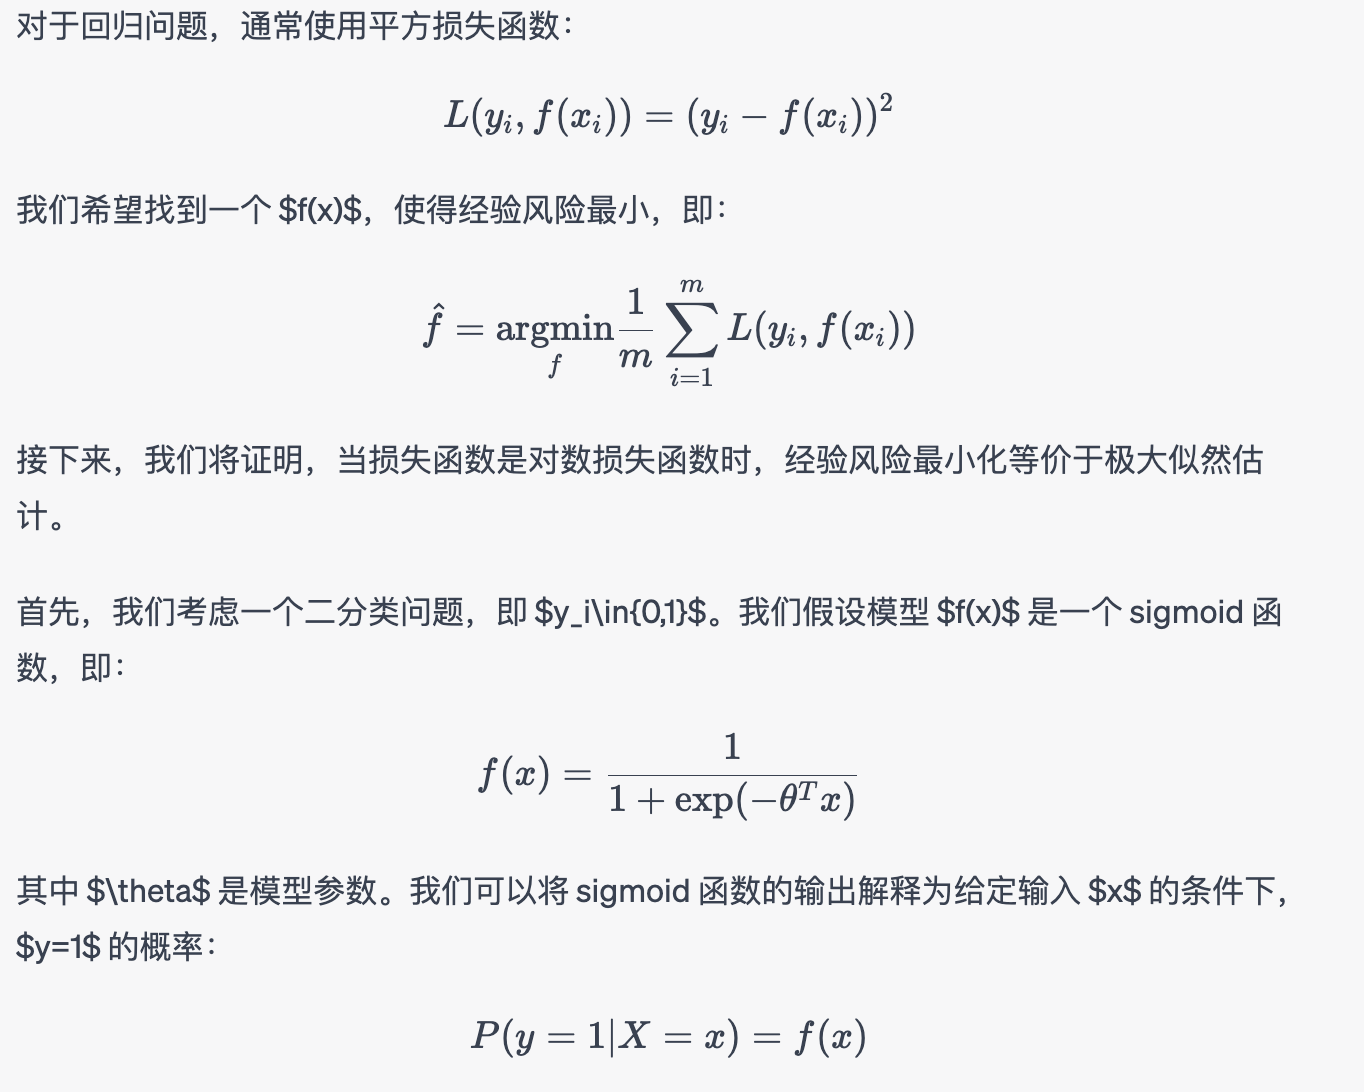 对于回归问题，通常使用平方损失函数：
L(y_i, f(x_i)) = (y_i − f(x_i))^2
我们希望找到一个 $f(x)$，使得经验风险最小，即：
\hat{f} = \underset{f}{\mathrm{argmin}} \frac{1}{m} \sum_{i=1}^{m} L(y_i, f(x_i))
接下来，我们将证明，当损失函数是对数损失函数时，经验风险最小化等价于极大似然估
计。
首先，我们考虑一个二分类问题，即 $y_i\in{0,1}$。我们假设模型 $f(x)$ 是一个 sigmoid 函
数，即：
f(x) = \frac{1}{1 + \exp(−θ^T x)}
其中 $\theta$ 是模型参数。我们可以将 sigmoid 函数的输出解释为给定输入 $x$ 的条件下，
$y=1$ 的概率：
P(y = 1|X = x) = f(x)